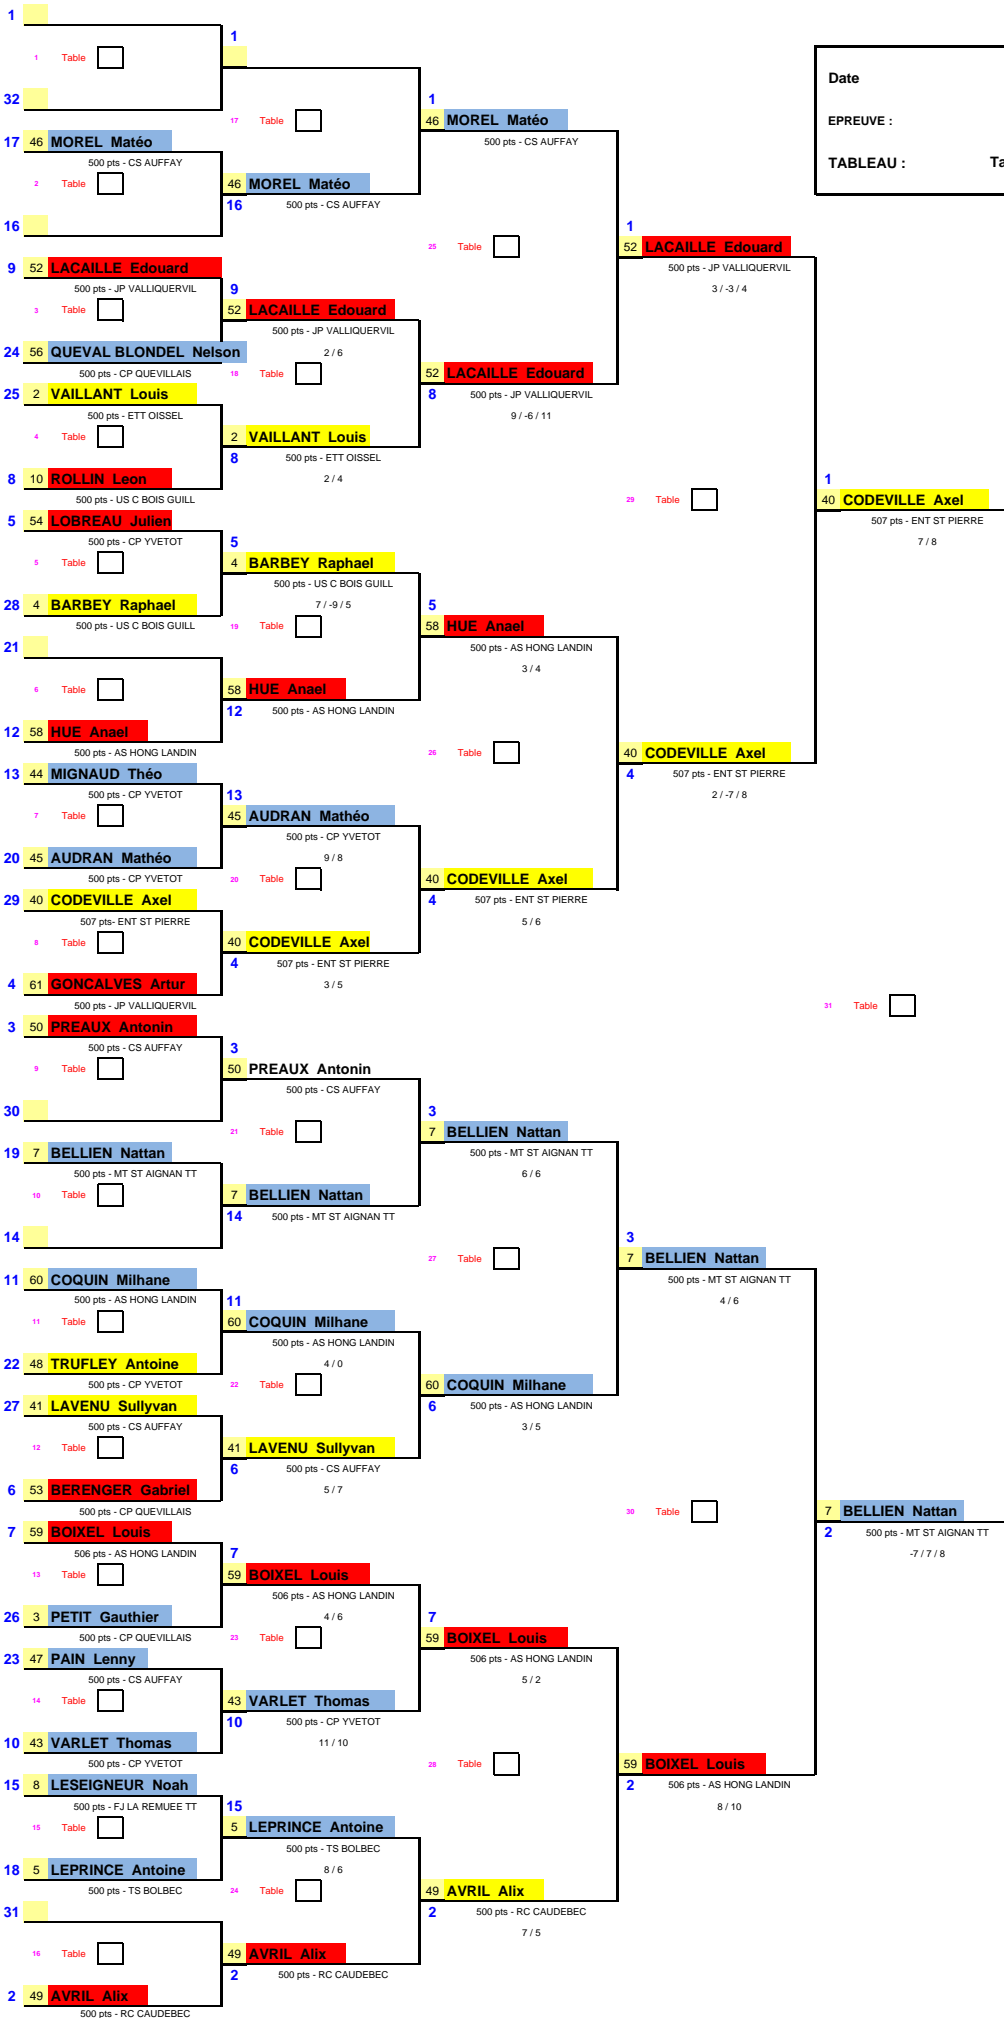 1
1
1 Table
32
17 Table
1
46 MOREL Matéo
500 pts - CS AUFFAY
17 46 MOREL Matéo
500 pts - CS AUFFAY
2 Table
46 MOREL Matéo
16 500 pts - CS AUFFAY
16
25 Table
1
52 LACAILLE Edouard
500 pts - JP VALLIQUERVIL
3 / -3 / 4
9 52 LACAILLE Edouard
500 pts - JP VALLIQUERVIL
3 Table
9
52 LACAILLE Edouard
500 pts - JP VALLIQUERVIL
2 / 6
24 56 QUEVAL BLONDEL Nelson
500 pts - CP QUEVILLAIS
18 Table
52 LACAILLE Edouard
8 500 pts - JP VALLIQUERVIL
9 / -6 / 11
25 2 VAILLANT Louis
500 pts - ETT OISSEL
4 Table
2 VAILLANT Louis
8 500 pts - ETT OISSEL
2 / 4
8 10 ROLLIN Leon
500 pts - US C BOIS GUILL
29 Table
1
40 CODEVILLE Axel
507 pts - ENT ST PIERRE
7 / 8
5 54 LOBREAU Julien
500 pts - CP YVETOT
5 Table
5
4 BARBEY Raphael
500 pts - US C BOIS GUILL
7 / -9 / 5
28 4 BARBEY Raphael
500 pts - US C BOIS GUILL
19 Table
5
58 HUE Anael
500 pts - AS HONG LANDIN
3 / 4
21
6 Table
58 HUE Anael
12 500 pts - AS HONG LANDIN
12 58 HUE Anael
500 pts - AS HONG LANDIN
26 Table
40 CODEVILLE Axel
4 507 pts - ENT ST PIERRE
2 / -7 / 8
13 44 MIGNAUD Théo
500 pts - CP YVETOT
7 Table
13
45 AUDRAN Mathéo
500 pts - CP YVETOT
9 / 8
20 45 AUDRAN Mathéo
500 pts - CP YVETOT
20 Table
40 CODEVILLE Axel
4 507 pts - ENT ST PIERRE
5 / 6
29 40 CODEVILLE Axel
507 pts- ENT ST PIERRE
8 Table
40 CODEVILLE Axel
4 507 pts - ENT ST PIERRE
3 / 5
4 61 GONCALVES Artur
500 pts - JP VALLIQUERVIL
31 Table
3 50 PREAUX Antonin
500 pts - CS AUFFAY
9 Table
3
50 PREAUX Antonin
500 pts - CS AUFFAY
30
21 Table
3
7 BELLIEN Nattan
500 pts - MT ST AIGNAN TT
6 / 6
19 7 BELLIEN Nattan
500 pts - MT ST AIGNAN TT
10 Table
7 BELLIEN Nattan
14 500 pts - MT ST AIGNAN TT
14
27 Table
3
7 BELLIEN Nattan
500 pts - MT ST AIGNAN TT
4 / 6
11 60 COQUIN Milhane
500 pts - AS HONG LANDIN
11 Table
11
60 COQUIN Milhane
500 pts - AS HONG LANDIN
4 / 0
22 48 TRUFLEY Antoine
500 pts - CP YVETOT
22 Table
60 COQUIN Milhane
6 500 pts - AS HONG LANDIN
3 / 5
27 41 LAVENU Sullyvan
500 pts - CS AUFFAY
12 Table
41 LAVENU Sullyvan
6 500 pts - CS AUFFAY
5 / 7
6 53 BERENGER Gabriel
500 pts - CP QUEVILLAIS
30 Table
7 BELLIEN Nattan
2 500 pts - MT ST AIGNAN TT
-7 / 7 / 8
7 59 BOIXEL Louis
506 pts - AS HONG LANDIN
13 Table
7
59 BOIXEL Louis
506 pts - AS HONG LANDIN
4 / 6
26 3 PETIT Gauthier
500 pts - CP QUEVILLAIS
23 Table
7
59 BOIXEL Louis
506 pts - AS HONG LANDIN
5 / 2
23 47 PAIN Lenny
500 pts - CS AUFFAY
14 Table
43 VARLET Thomas
10 500 pts - CP YVETOT
11 / 10
10 43 VARLET Thomas
500 pts - CP YVETOT
28 Table
59 BOIXEL Louis
2 506 pts - AS HONG LANDIN
8 / 10
15 8 LESEIGNEUR Noah
500 pts - FJ LA REMUEE TT
15 Table
15
5 LEPRINCE Antoine
500 pts - TS BOLBEC
8 / 6
18 5 LEPRINCE Antoine
500 pts - TS BOLBEC
24 Table
49 AVRIL Alix
2 500 pts - RC CAUDEBEC
7 / 5
31
16 Table
49 AVRIL Alix
2 500 pts - RC CAUDEBEC
2 49 AVRIL Alix
500 pts - RC CAUDEBEC
Date
EPREUVE :
TABLEAU :